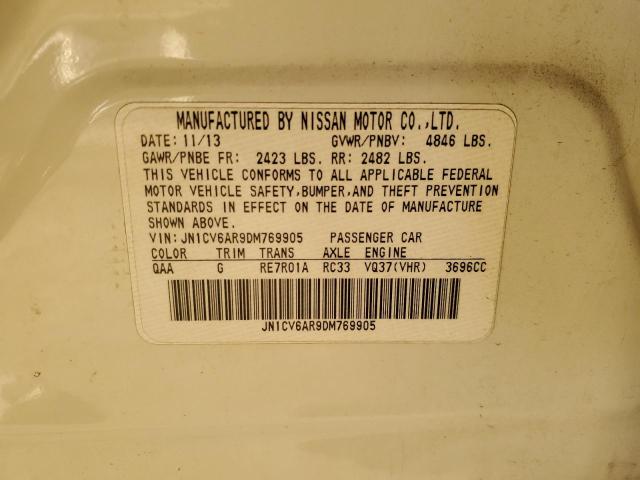 MANUFACTURED BY NISSAN MOTOR CO.,LTD.
DATE: 11/13 GVWR/PNBV: 4846 LBS.
GAWR/PNBE FR: 2423 LBS. RR: 2482 LBS.
THIS VEHICLE CONFORMS TO ALL APPLICABLE FEDERAL
MOTOR VEHICLE SAFETY,BUMPER,AND THEFT PREVENTION
STANDARDS IN EFFECT ON THE DATE OF MANUFACTURE
SHOWN ABOVE.
VIN:JN1CV6AR9DM769905 PASSENGER CAR
COLOR TRIM TRANS AXLE ENGINE
QAA G RE7R01A RC33 VQ37(VHR) 3696CC
JN1CV6AR9DM769905